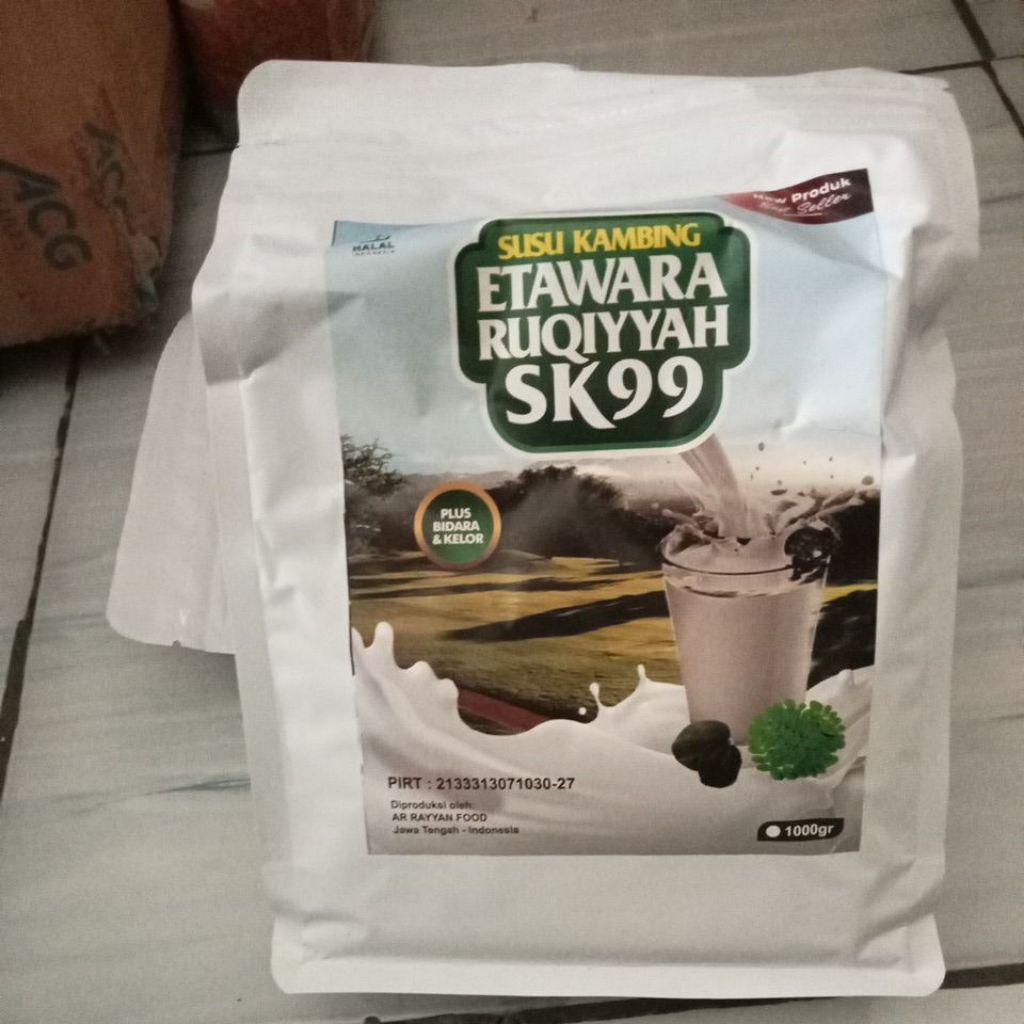 ACG
HALAL
New Produk
Best Seller
SUSU KAMBING
ETAWARA
RUQIYYAH
SK99
PLUS
BIDARA
& KELOR
PIRT : 2133313071030-27
Diproduksi oleh:
AR RAYYAN FOOD
Jawa Tengah - Indonesia
1000gr